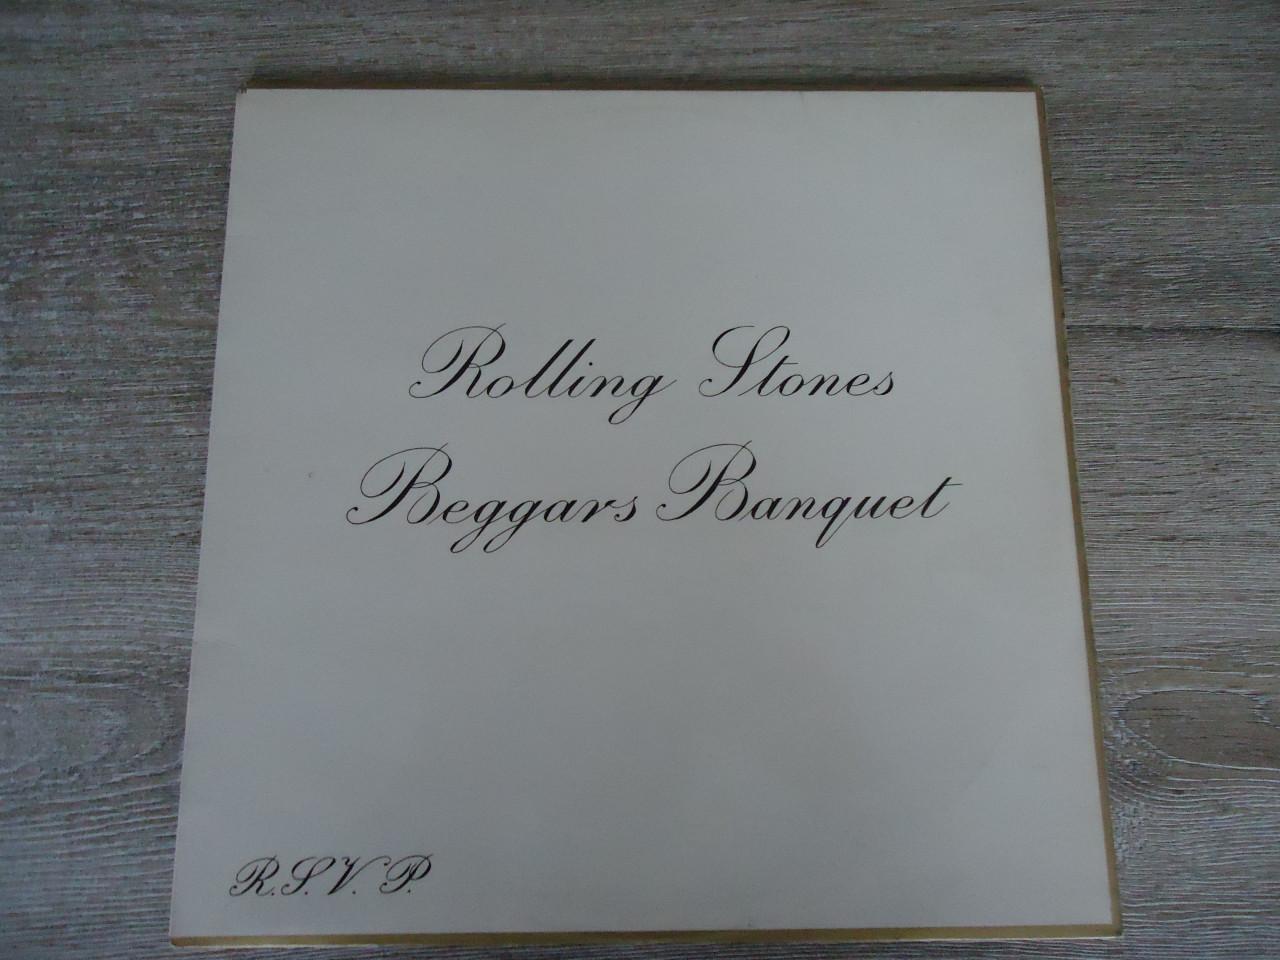 Rolling Stones
Beggars Banquet
R.S.V.P.